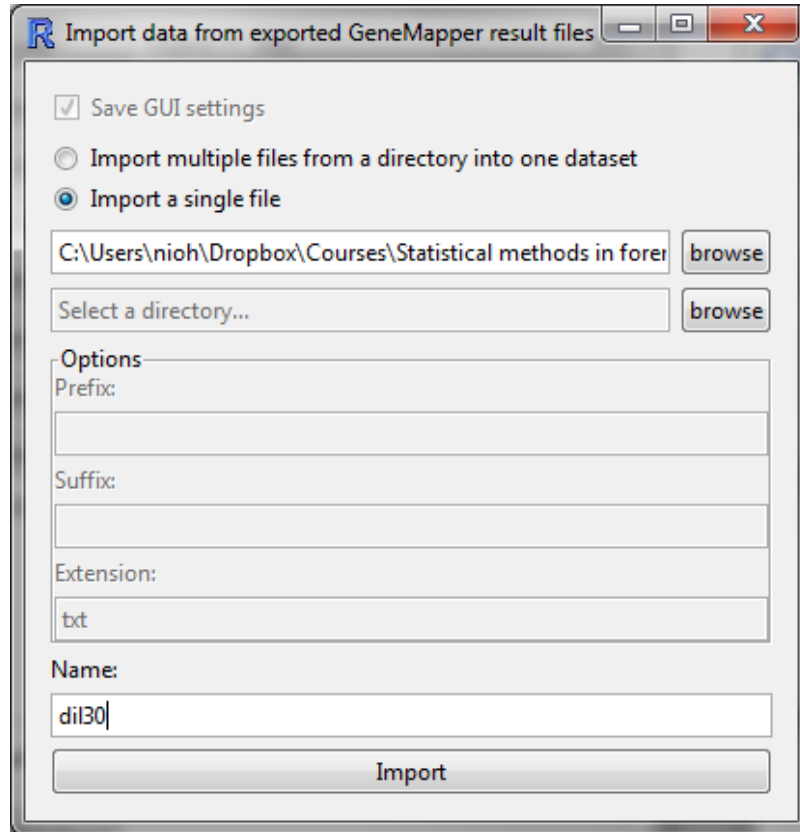 Import data from exported GeneMapper result files
Save GUI settings
Import multiple files from a directory into one dataset
Import a single file
C:\Users\nioh\Dropbox\Courses\Statistical methods in foren browse
Select a directory... browse
Options
Prefix:
Suffix:
Extension:
txt
Name:
dil30
Import